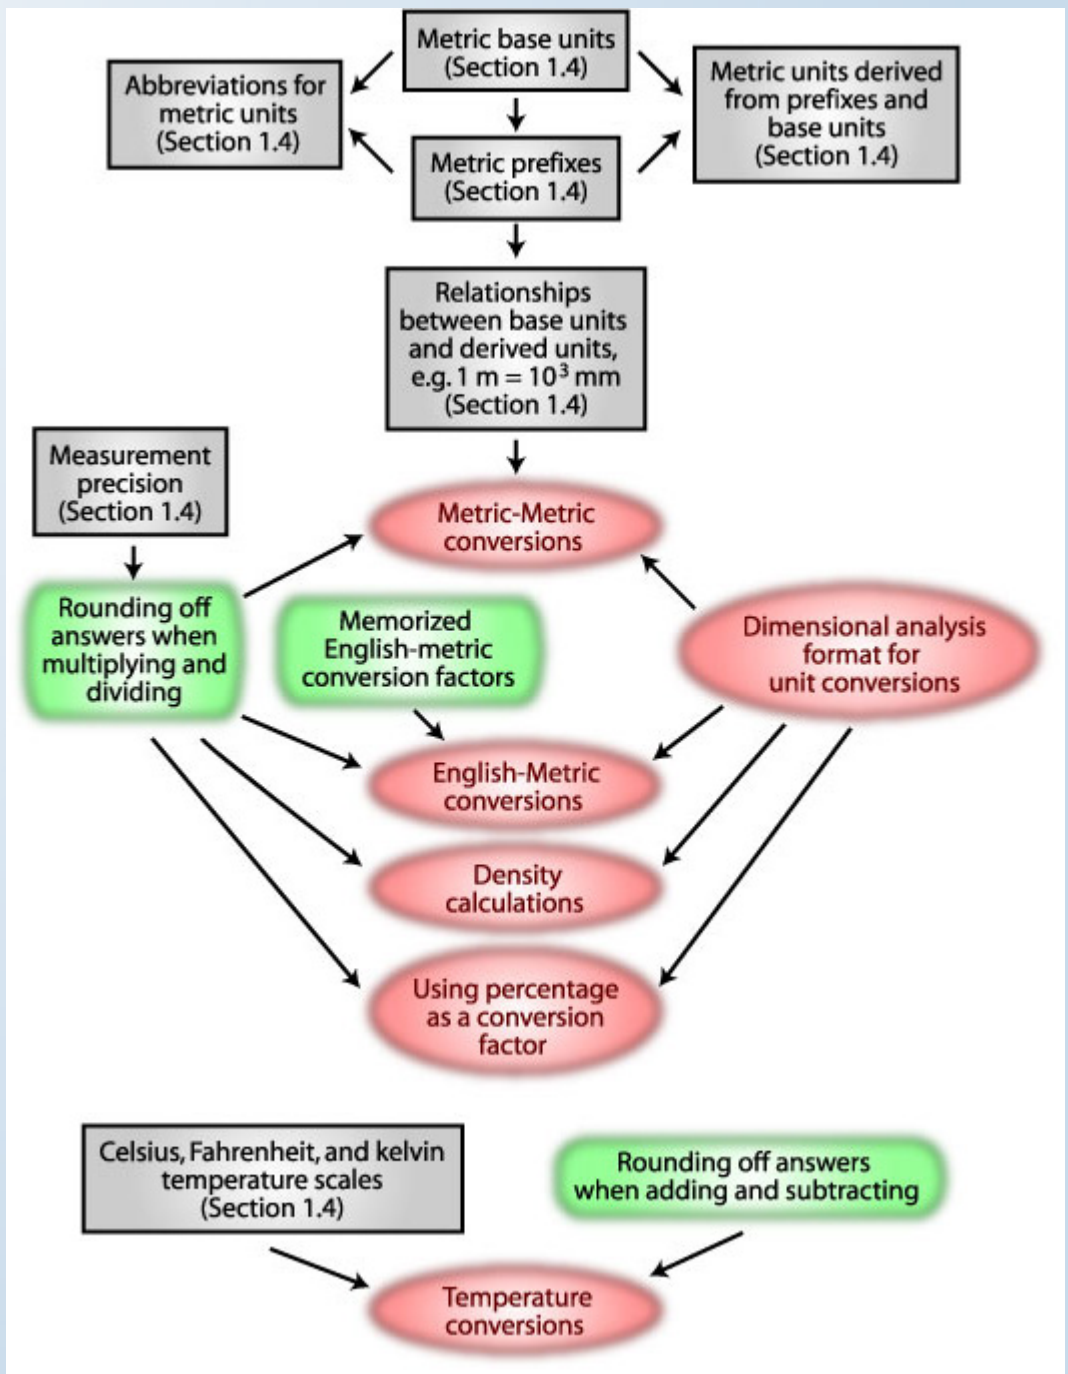 Metric base units
(Section 1.4)
Abbreviations for
metric units
(Section 1.4)
Metric units derived
from prefixes and
base units
(Section 1.4)
Metric prefixes
(Section 1.4)
Relationships
between base units
and derived units,
e.g. 1 m = 10³ mm
(Section 1.4)
Measurement
precision
(Section 1.4)
Metric-Metric
conversions
Rounding off
answers when
multiplying and
dividing
Memorized
English-metric
conversion factors
Dimensional analysis
format for
unit conversions
English-Metric
conversions
Density
calculations
Using percentage
as a conversion
factor
Celsius, Fahrenheit, and kelvin
temperature scales
(Section 1.4)
Rounding off answers
when adding and subtracting
Temperature
conversions